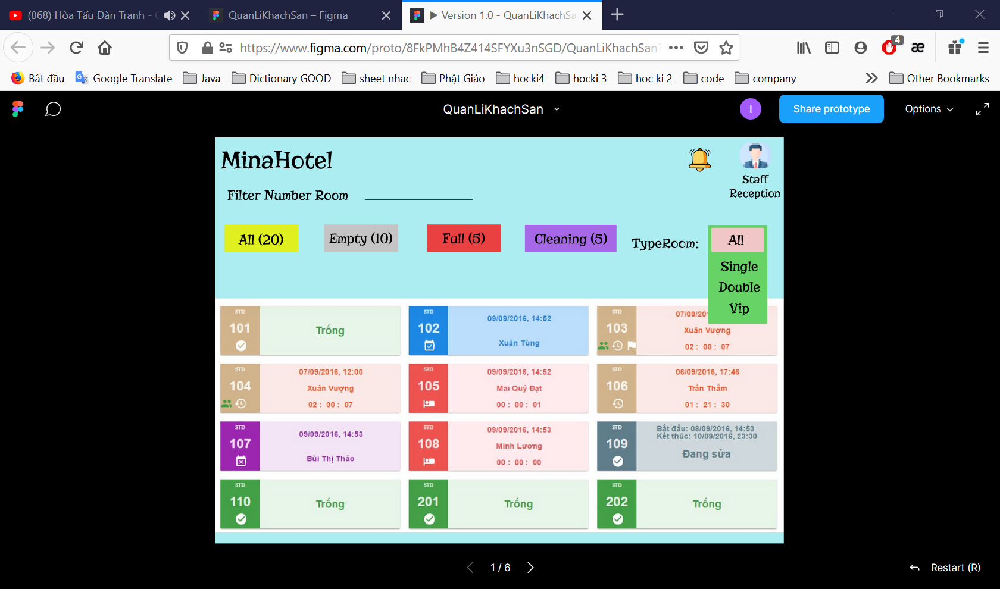 (868) Hòa Tấu Đàn Tranh -
QuanLiKhachSan – Figma
Version 1.0 - QuanLiKhachSa
https://www.figma.com/proto/8FkPMhB4Z414SFYXu3nSGD/QuanLiKhachSan?
4
æ
Bắt đầu
Google Translate
Java
Dictionary GOOD
sheet nhac
Phật Giáo
hocki4
hocki 3
hoc ki 2
code
company
Other Bookmarks
QuanLiKhachSan
I
Share prototype
Options
MinaHotel
Staff
Reception
Filter Number Room
All (20)
Empty (10)
Full (5)
Cleaning (5)
TypeRoom:
All
Single
Double
Vip
STD
101
Trống
STD
102
09/09/2016, 14:52
Xuân Tùng
STD
103
07/09/20
Xuân Vượng
02 : 00 : 07
STD
104
07/09/2016, 12:00
Xuân Vượng
02 : 00 : 07
STD
105
09/09/2016, 14:52
Mai Quý Đạt
00 : 00 : 01
STD
106
06/09/2016, 17:46
Trần Thắm
01 : 21 : 30
STD
107
09/09/2016, 14:53
Bùi Thị Thảo
STD
108
09/09/2016, 14:53
Minh Lương
00 : 00 : 00
STD
109
Bắt đầu: 08/09/2016, 14:53
Kết thúc: 10/09/2016, 23:30
Đang sửa
STD
110
Trống
STD
201
Trống
STD
202
Trống
1 / 6
Restart (R)